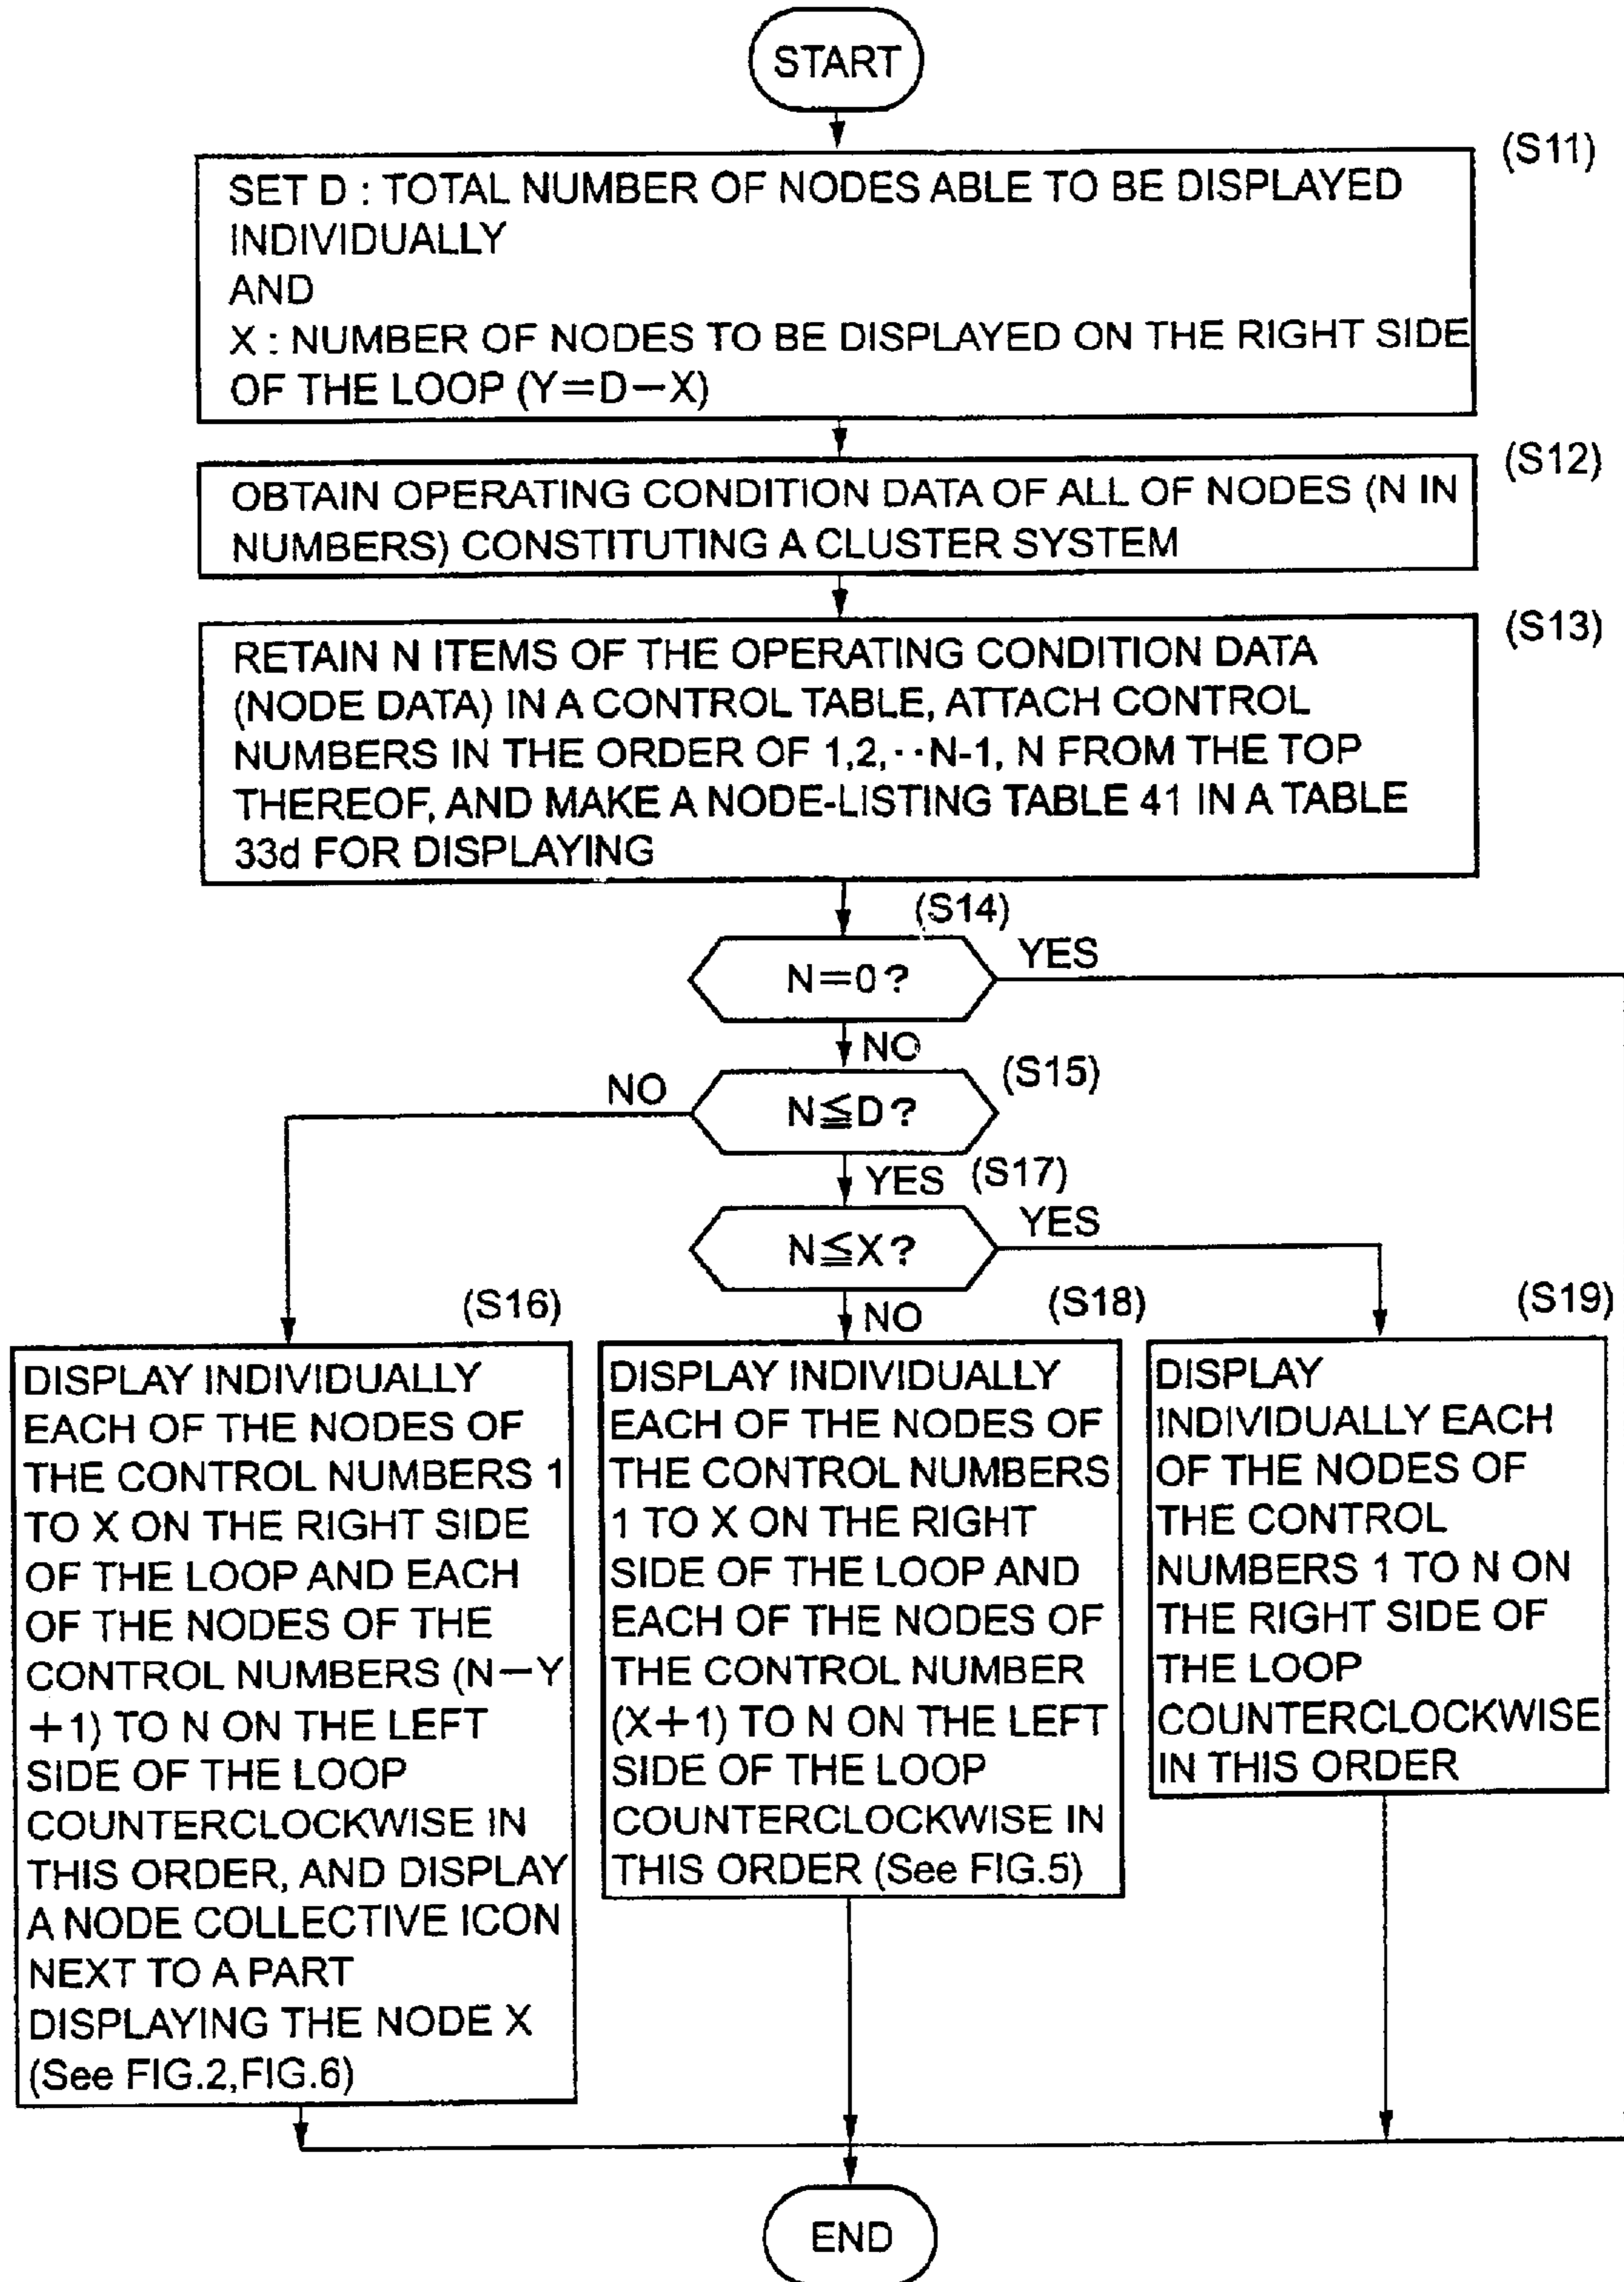 START
(S11)
SET D : TOTAL NUMBER OF NODES ABLE TO BE DISPLAYED
INDIVIDUALLY
AND
X : NUMBER OF NODES TO BE DISPLAYED ON THE RIGHT SIDE
OF THE LOOP (Y=D−X)
(S12)
OBTAIN OPERATING CONDITION DATA OF ALL OF NODES (N IN
NUMBERS) CONSTITUTING A CLUSTER SYSTEM
(S13)
RETAIN N ITEMS OF THE OPERATING CONDITION DATA
(NODE DATA) IN A CONTROL TABLE, ATTACH CONTROL
NUMBERS IN THE ORDER OF 1,2,··N-1, N FROM THE TOP
THEREOF, AND MAKE A NODE-LISTING TABLE 41 IN A TABLE
33d FOR DISPLAYING
(S14)
N=0?
YES
NO
(S15)
NO
N≦D?
YES
(S17)
N≦X?
YES
NO
(S16)
DISPLAY INDIVIDUALLY
EACH OF THE NODES OF
THE CONTROL NUMBERS 1
TO X ON THE RIGHT SIDE
OF THE LOOP AND EACH
OF THE NODES OF THE
CONTROL NUMBERS (N−Y
+1) TO N ON THE LEFT
SIDE OF THE LOOP
COUNTERCLOCKWISE IN
THIS ORDER, AND DISPLAY
A NODE COLLECTIVE ICON
NEXT TO A PART
DISPLAYING THE NODE X
(See FIG.2,FIG.6)
(S18)
DISPLAY INDIVIDUALLY
EACH OF THE NODES OF
THE CONTROL NUMBERS
1 TO X ON THE RIGHT
SIDE OF THE LOOP AND
EACH OF THE NODES OF
THE CONTROL NUMBER
(X+1) TO N ON THE LEFT
SIDE OF THE LOOP
COUNTERCLOCKWISE IN
THIS ORDER (See FIG.5)
(S19)
DISPLAY
INDIVIDUALLY EACH
OF THE NODES OF
THE CONTROL
NUMBERS 1 TO N ON
THE RIGHT SIDE OF
THE LOOP
COUNTERCLOCKWISE
IN THIS ORDER
END